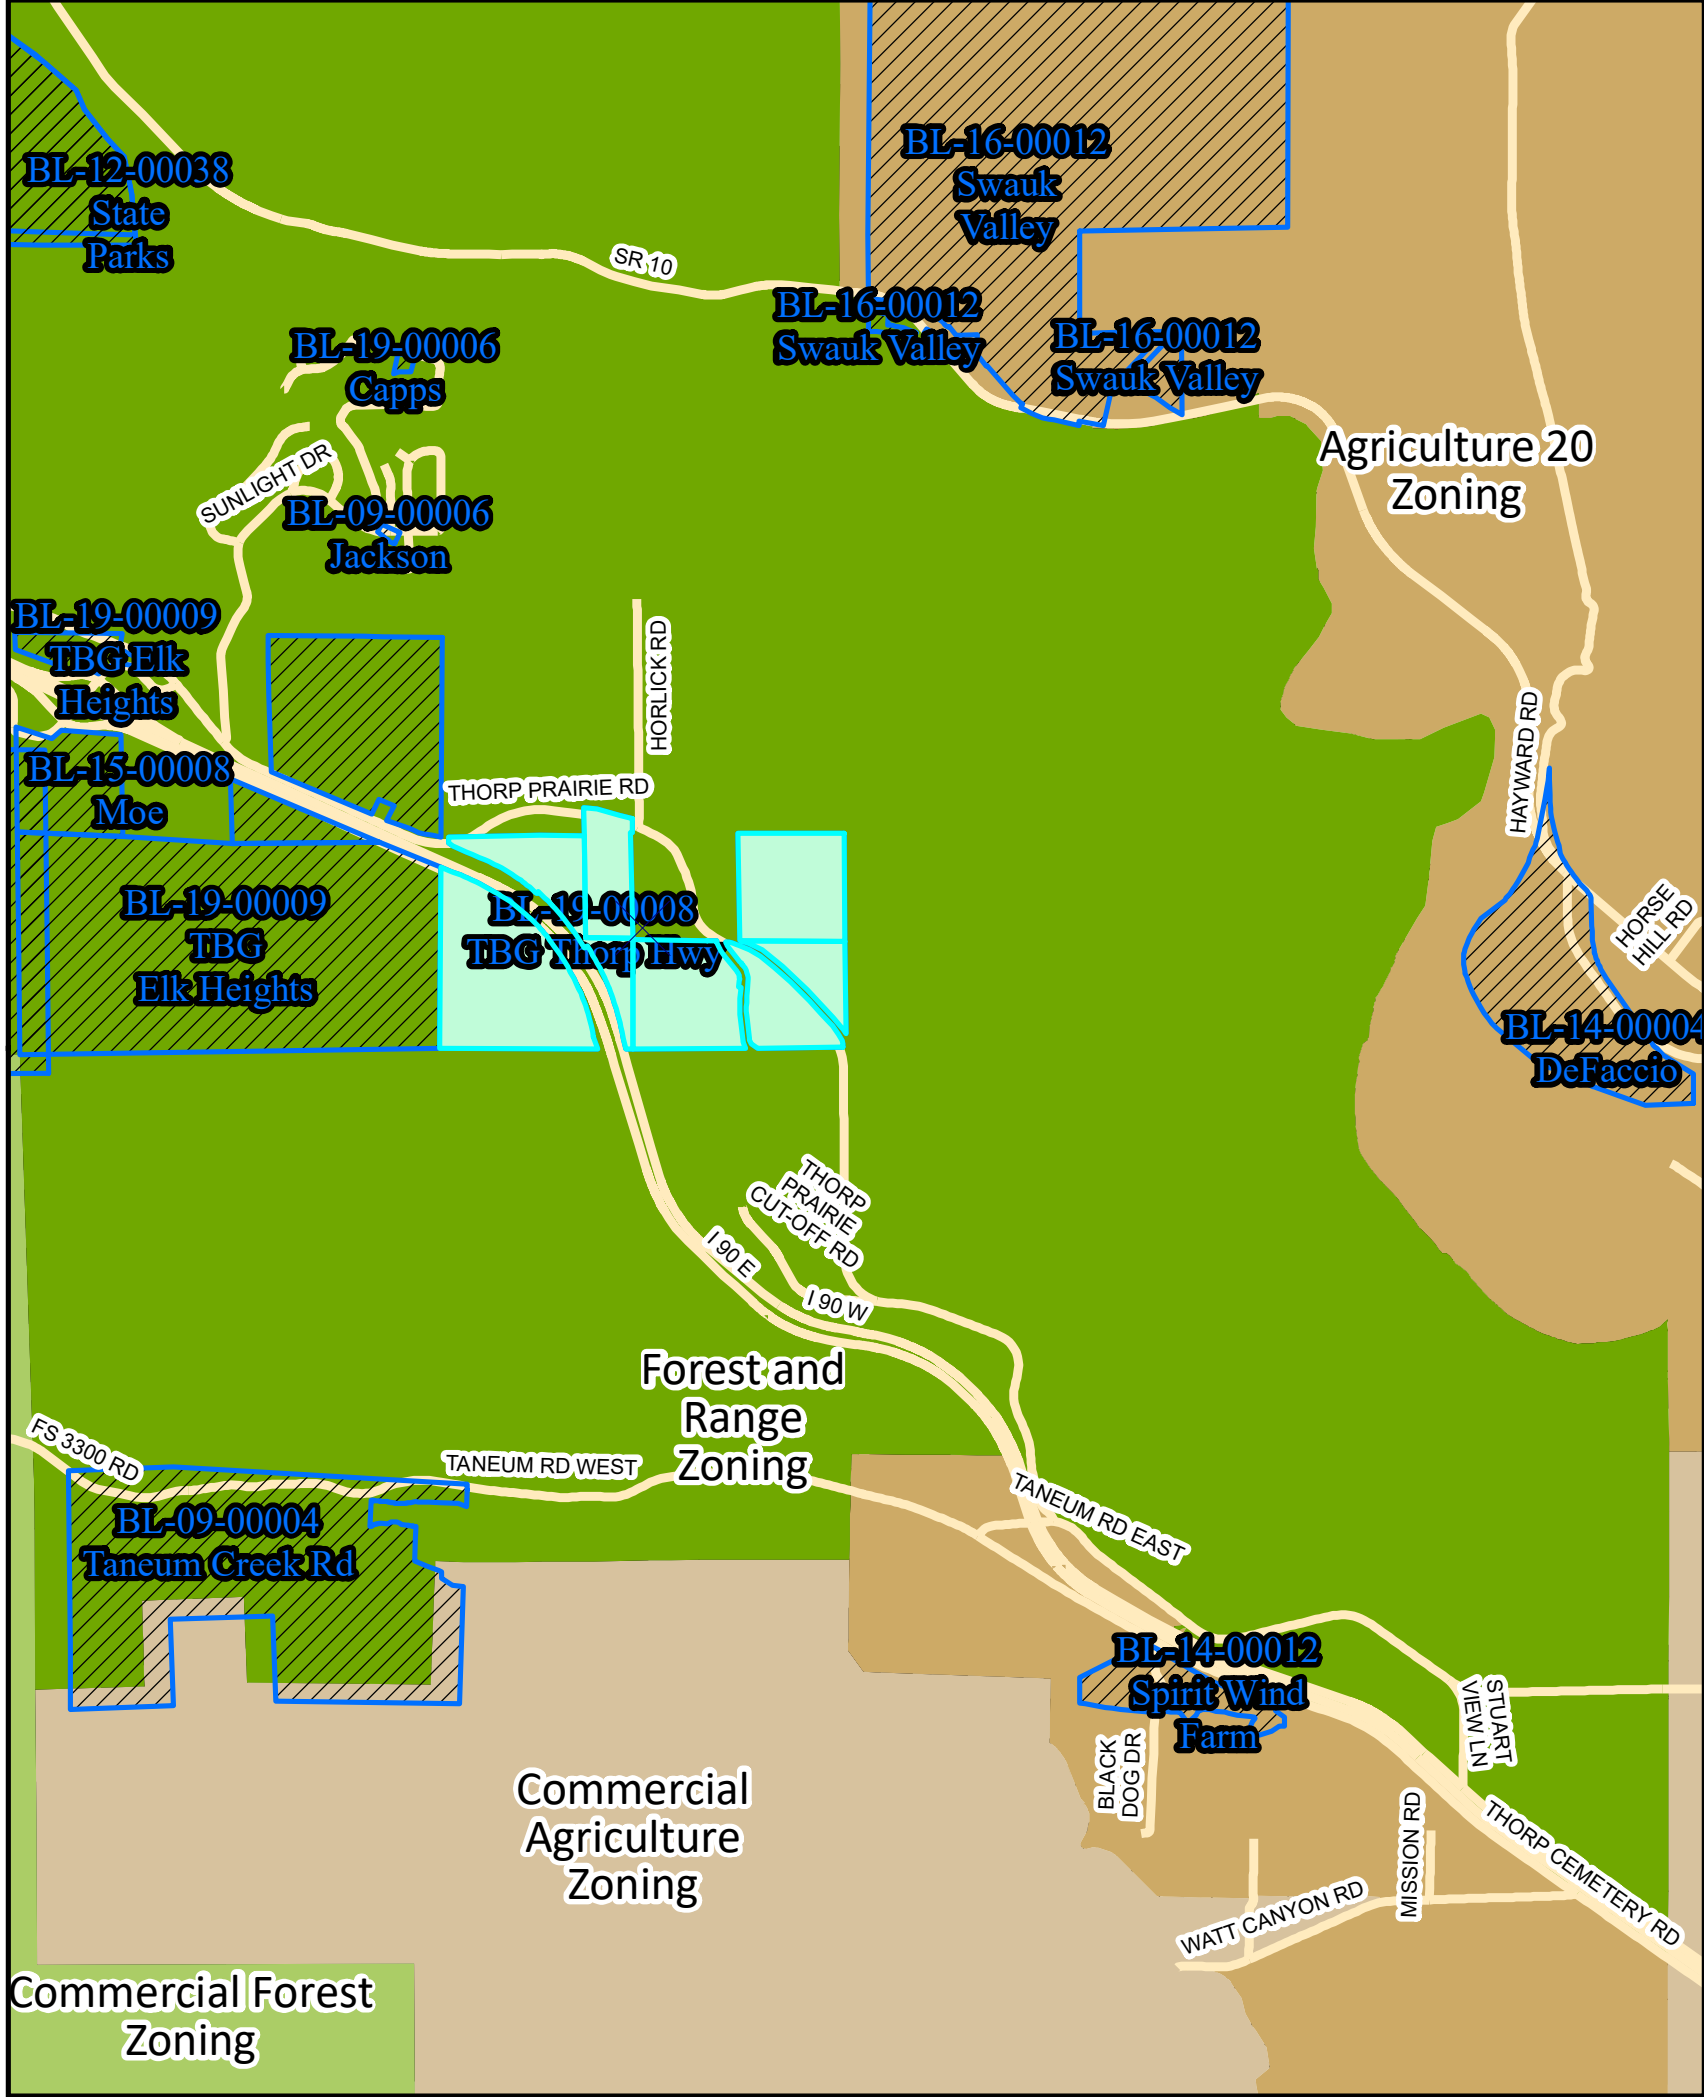 BL-12-00038
State
Parks
SR 10
BL-16-00012
Swauk
Valley
BL-16-00012
Swauk Valley
BL-16-00012
Swauk Valley
BL-19-00006
Capps
Agriculture 20
Zoning
SUNLIGHT DR
BL-09-00006
Jackson
BL-19-00009
TBG Elk
Heights
HORLICK RD
HAYWARD RD
BL-15-00008
Moe
THORP PRAIRIE RD
BL-19-00009
TBG
Elk Heights
BL-19-00008
TBG Thorp Hwy
HORSE
HILL RD
BL-14-00004
DeFaccio
THORP
PRAIRIE
CUT-OFF RD
I 90 E
I 90 W
Forest and
Range
Zoning
FS 3300 RD
TANEUM RD WEST
TANEUM RD EAST
BL-09-00004
Taneum Creek Rd
BL-14-00012
Spirit Wind
Farm
STUART
VIEW LN
BLACK
DOG DR
Commercial
Agriculture
Zoning
MISSION RD
THORP CEMETERY RD
WATT CANYON RD
Commercial Forest
Zoning